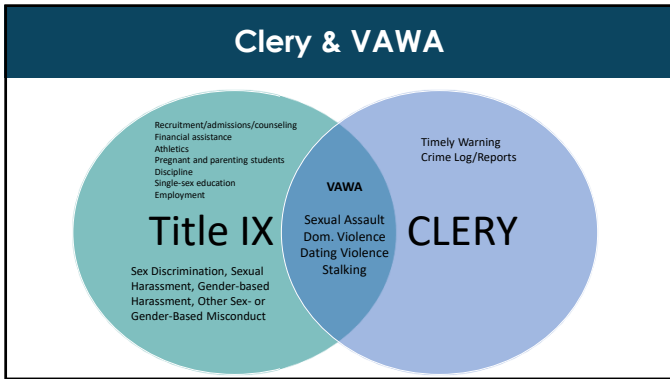 Clery & VAWA
Recruitment/admissions/counseling
Financial assistance
Athletics
Pregnant and parenting students
Discipline
Single-sex education
Employment
Title IX
Sex Discrimination, Sexual
Harassment, Gender-based
Harassment, Other Sex- or
Gender-Based Misconduct
VAWA
Sexual Assault
Dom. Violence
Dating Violence
Stalking
Timely Warning
Crime Log/Reports
CLERY